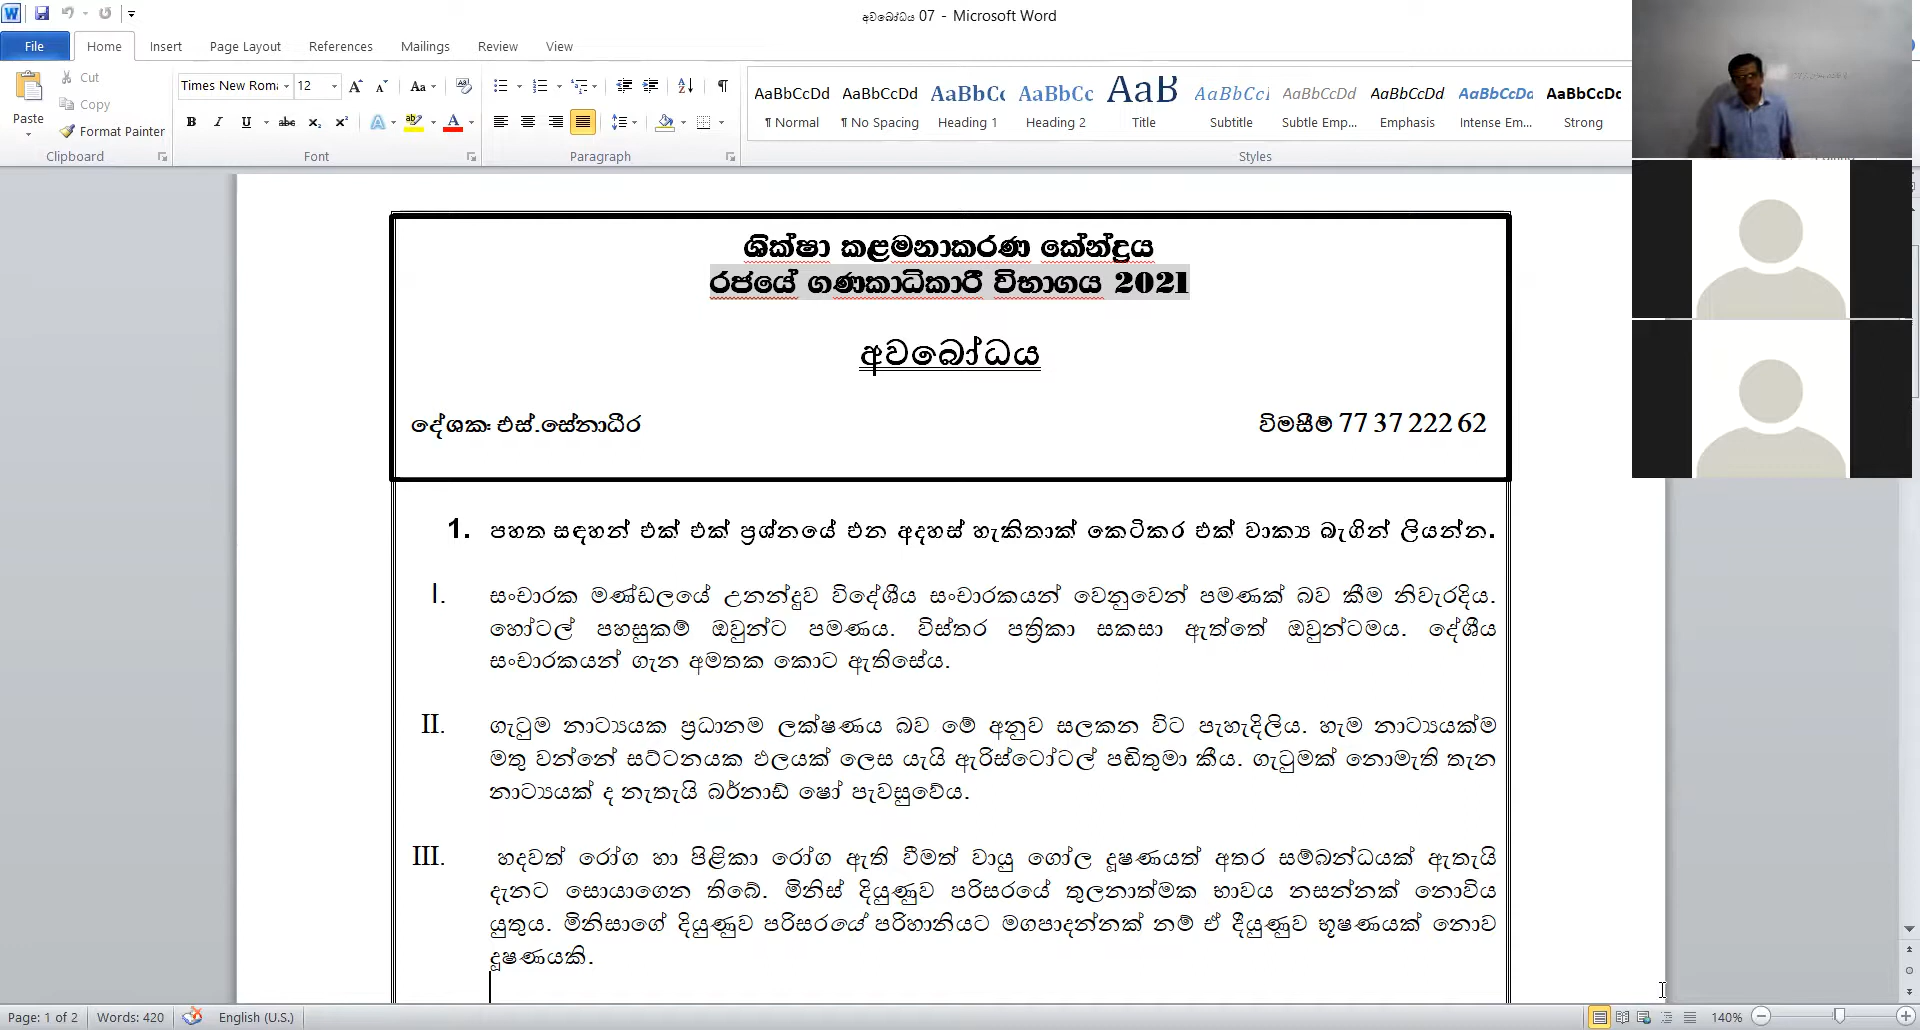 අවබෝධය 07 - Microsoft Word
File Home Insert Page Layout References Mailings Review View
Cut
Copy
Paste
Format Painter
Clipboard
Times New Rom 12
Font
Paragraph
AaBbCcDd AaBbCcDd AaBbCc AaBbCc AaB AaBbCcI AaBbCcDd AaBbCcDd AaBbCcDd AaBbCcDd
¶ Normal ¶ No Spacing Heading 1 Heading 2 Title Subtitle Subtle Emp... Emphasis Intense Em... Strong
Styles
ශික්ෂා කළමනාකරණ කේන්ද්‍රය
රජයේ ගණකාධිකාරී විභාගය 2021
අවබෝධය
දේශක: එස්.සේනාධීර
විමසීම් 77 37 222 62
1. පහත සඳහන් එක් එක් ප්‍රශ්නයේ එන අදහස් හැකිතාක් කෙටිකර එක් වාක්‍ය බැගින් ලියන්න.
I. සංචාරක මණ්ඩලයේ උනන්දුව විදේශීය සංචාරකයන් වෙනුවෙන් පමණක් බව කීම නිවැරදිය.
හෝටල් පහසුකම් ඔවුන්ට පමණය. විස්තර පත්‍රිකා සකසා ඇත්තේ ඔවුන්ටමය. දේශීය
සංචාරකයන් ගැන අමතක කොට ඇතිසේය.
II. ගැටුම නාට්‍යයක ප්‍රධානම ලක්ෂණය බව මේ අනුව සලකන විට පැහැදිලිය. හැම නාට්‍යයක්ම
මතු වන්නේ සට්ටනයක ඵලයක් ලෙස යැයි ඇරිස්ටෝටල් පඬිතුමා කීය. ගැටුමක් නොමැති තැන
නාට්‍යයක් ද නැතැයි බර්නාඩ් ෂෝ පැවසුවේය.
III. හදවත් රෝග හා පිළිකා රෝග ඇති වීමත් වායු ගෝල දූෂණයත් අතර සම්බන්ධයක් ඇතැයි
දැනට සොයාගෙන තිබේ. මිනිස් දියුණුව පරිසරයේ තුලනාත්මක භාවය නසන්නක් නොවිය
යුතුය. මිනිසාගේ දියුණුව පරිසරයේ පරිහානියට මගපාදන්නක් නම් ඒ දීයුණුව භූෂණයක් නොව
දූෂණයකි.
Page: 1 of 2 Words: 420 English (U.S.) 140%